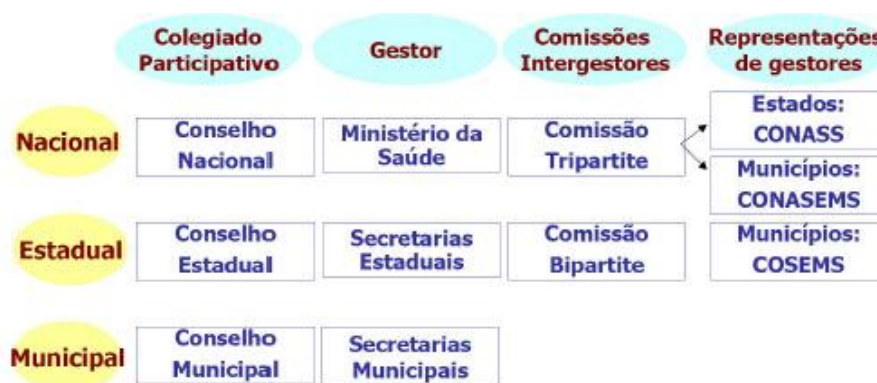 Colegiado
Participativo
Gestor
Comissões
Intergestores
Representações
de gestores
Nacional
Conselho
Nacional
Ministério da
Saúde
Comissão
Tripartite
Estados:
CONASS
Municípios:
CONASEMS
Estadual
Conselho
Estadual
Secretarias
Estaduais
Comissão
Bipartite
Municípios:
COSEMS
Municipal
Conselho
Municipal
Secretarias
Municipais